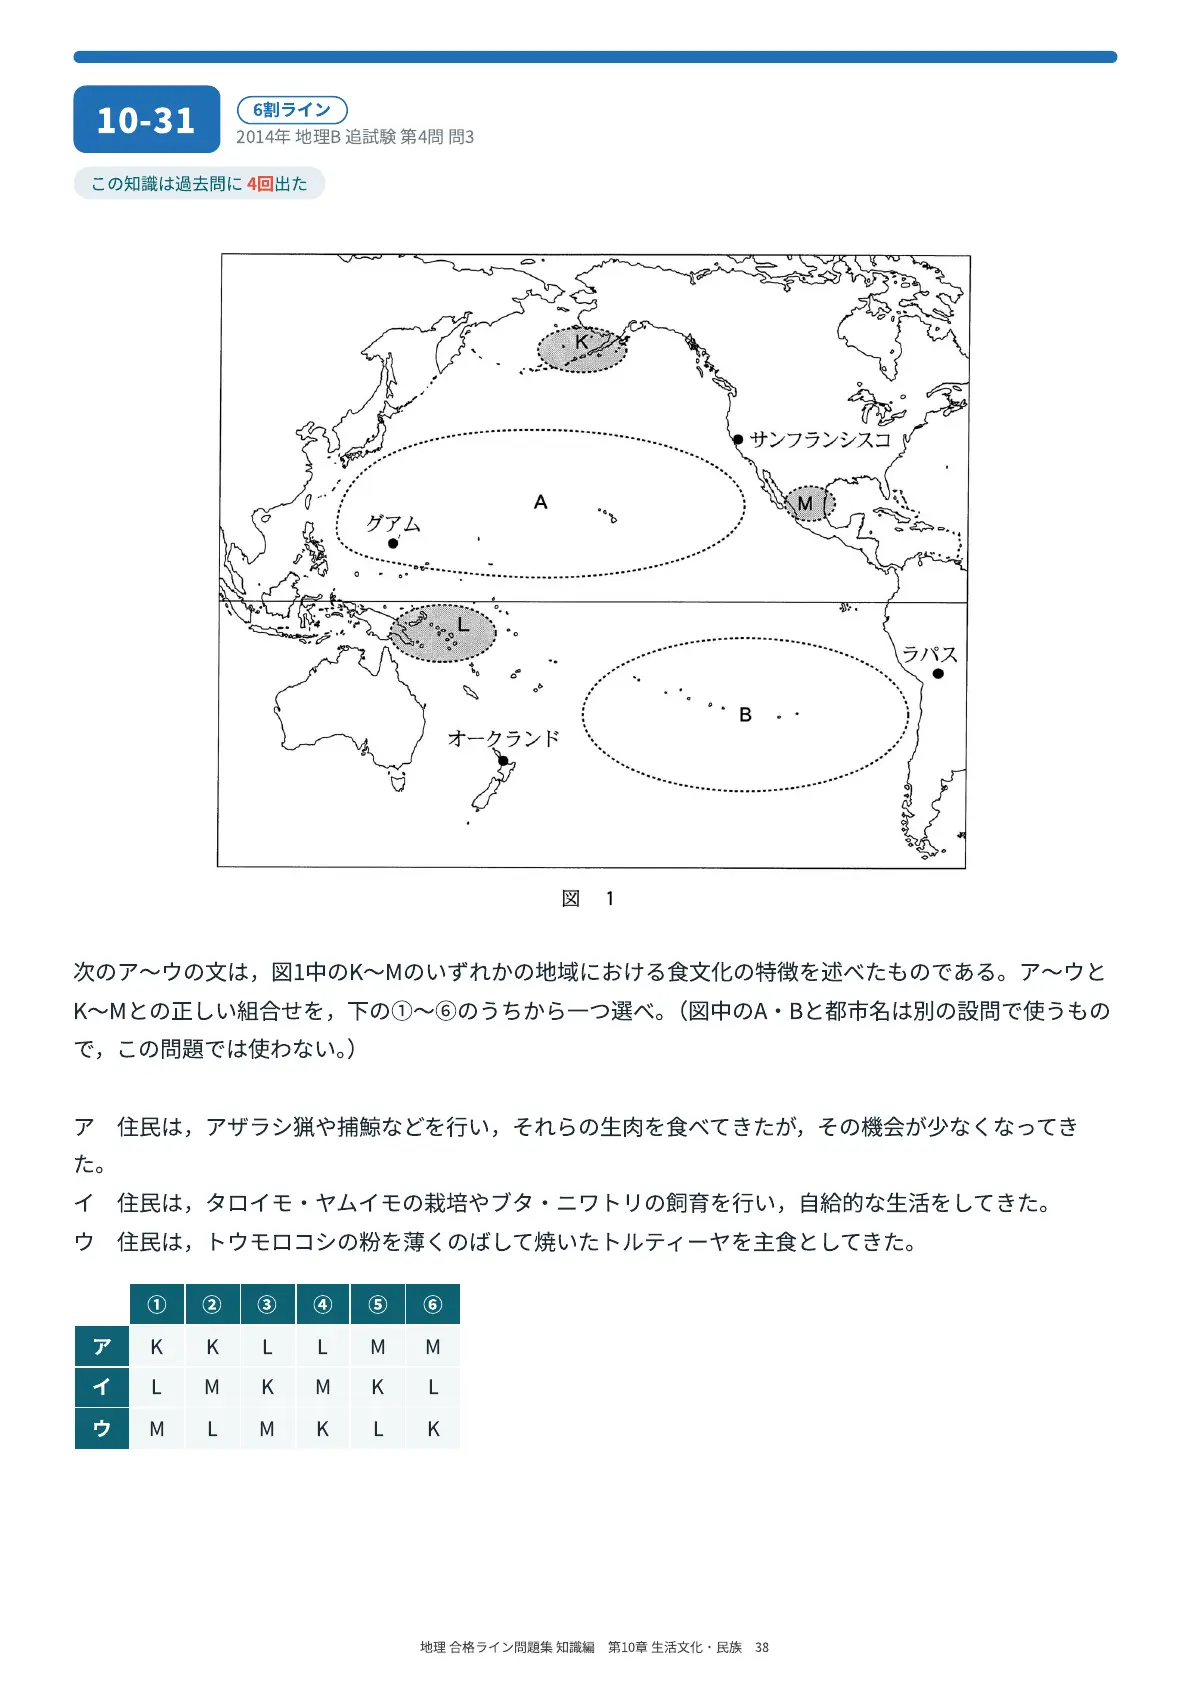 10-31
6割ライン
2014年 地理B 追試験 第4問 問3
この知識は過去問に 4回出た
K
サンフランシスコ
A
M
グアム
L
ラパス
B
オークランド
図 1
次のア〜ウの文は，図1中のK〜Mのいずれかの地域における食文化の特徴を述べたものである。ア〜ウと
K〜Mとの正しい組合せを，下の①〜⑥のうちから一つ選べ。（図中のA・Bと都市名は別の設問で使うもの
で，この問題では使わない。）
ア 住民は，アザラシ猟や捕鯨などを行い，それらの生肉を食べてきたが，その機会が少なくなってき
た。
イ 住民は，タロイモ・ヤムイモの栽培やブタ・ニワトリの飼育を行い，自給的な生活をしてきた。
ウ 住民は，トウモロコシの粉を薄くのばして焼いたトルティーヤを主食としてきた。
① ② ③ ④ ⑤ ⑥
ア K K L L M M
イ L M K M K L
ウ M L M K L K
地理 合格ライン問題集 知識編 第10章 生活文化・民族 38